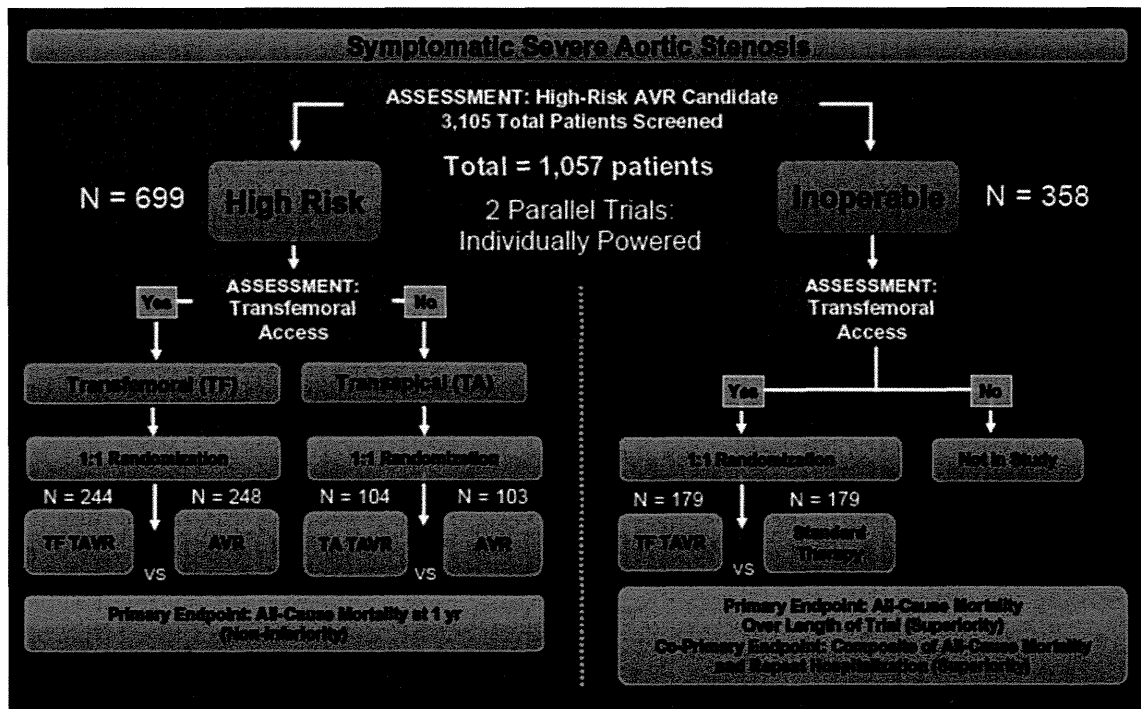 Symptomatic Severe Aortic Stenosis
ASSESSMENT: High-Risk AVR Candidate
3,105 Total Patients Screened
N = 699
High Risk
Total = 1,057 patients
2 Parallel Trials:
Individually Powered
Inoperable
N = 358
ASSESSMENT:
Transfemoral
Access
Yes
No
Transfemoral (TF)
Transapical (TA)
1:1 Randomization
1:1 Randomization
N = 244
N = 248
N = 104
N = 103
TF TAVR
VS
AVR
TA TAVR
VS
AVR
Primary Endpoint: All-Cause Mortality at 1 yr
(Non-inferiority)
ASSESSMENT:
Transfemoral
Access
Yes
No
1:1 Randomization
Not In Study
N = 179
N = 179
TF TAVR
VS
Standard
Therapy
Primary Endpoint: All-Cause Mortality
Over Length of Trial (Superiority)
Co-Primary Endpoint: Composite of All-Cause Mortality
and Repeat Hospitalization (Superiority)